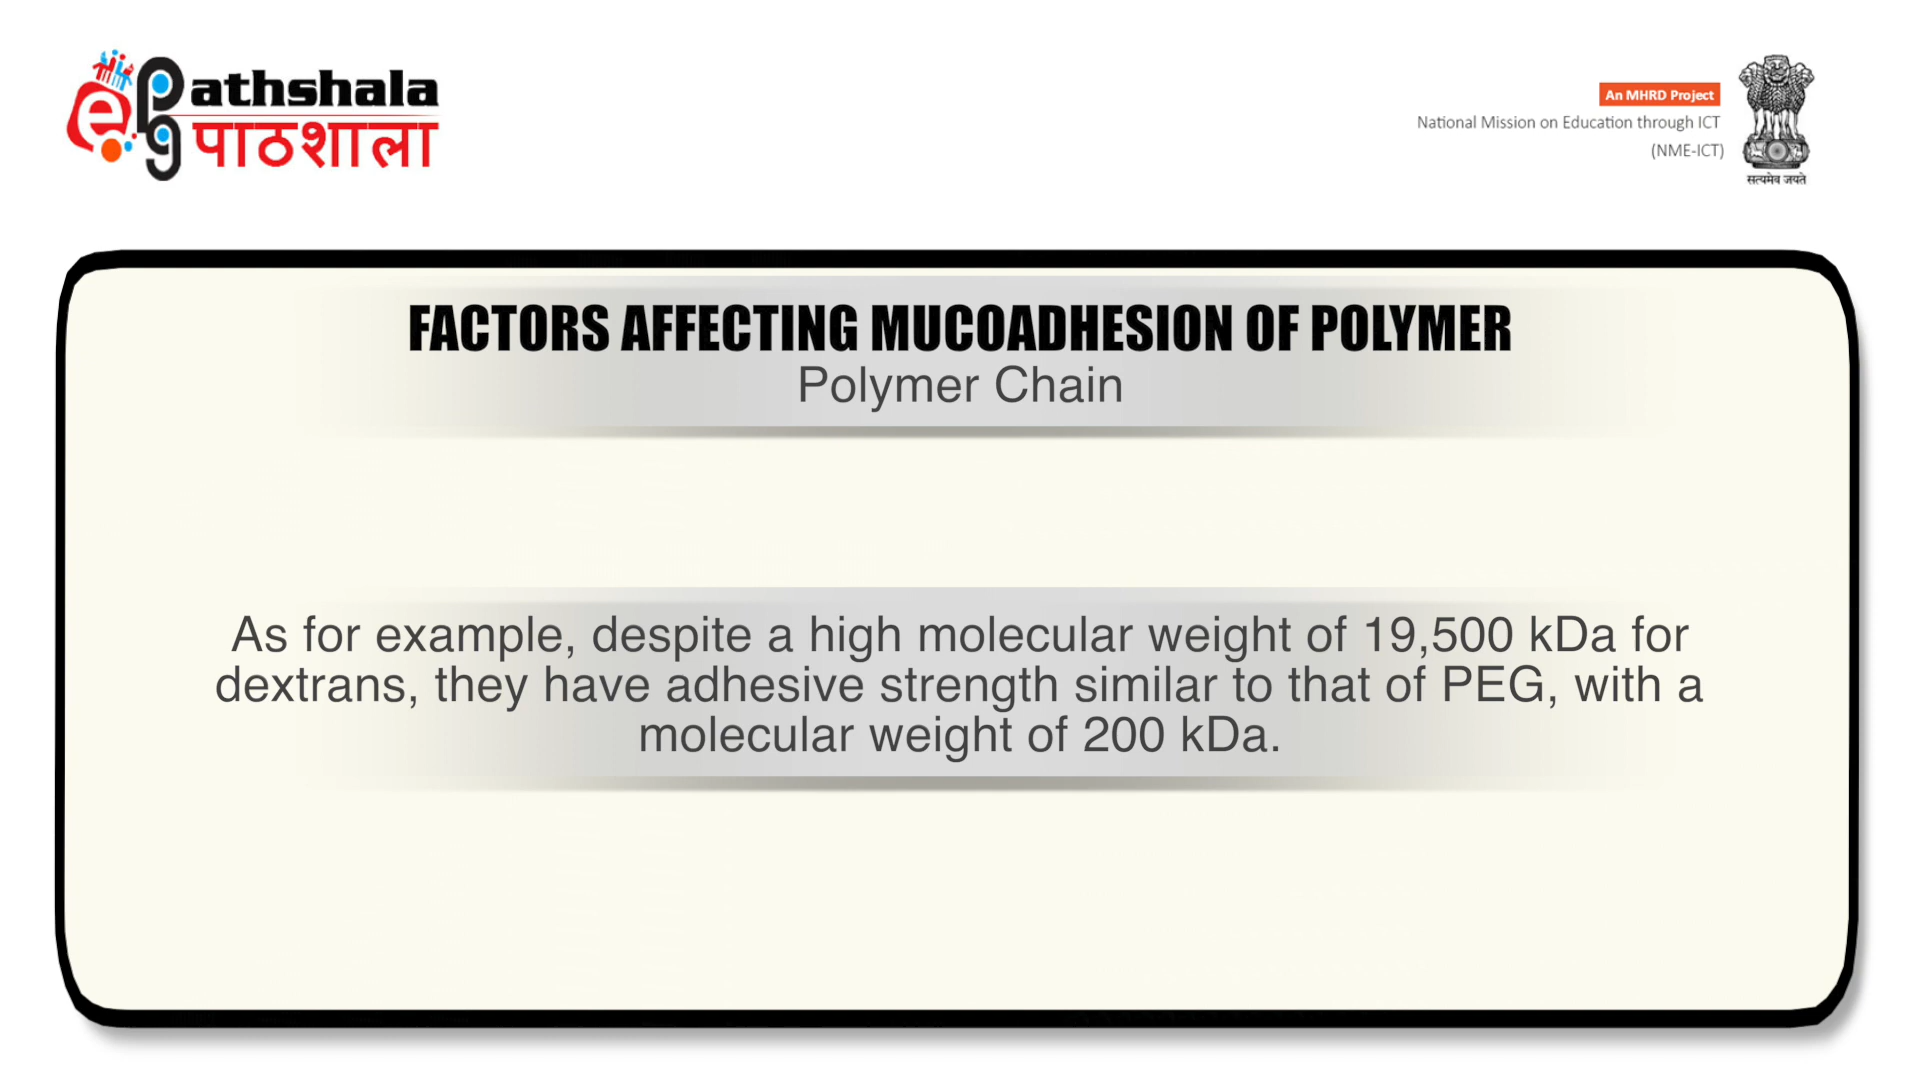 e pg Pathshala
पाठशाला
An MHRD Project
National Mission on Education through ICT
(NME-ICT)
सत्यमेव जयते
FACTORS AFFECTING MUCOADHESION OF POLYMER
Polymer Chain
As for example, despite a high molecular weight of 19,500 kDa for
dextrans, they have adhesive strength similar to that of PEG, with a
molecular weight of 200 kDa.